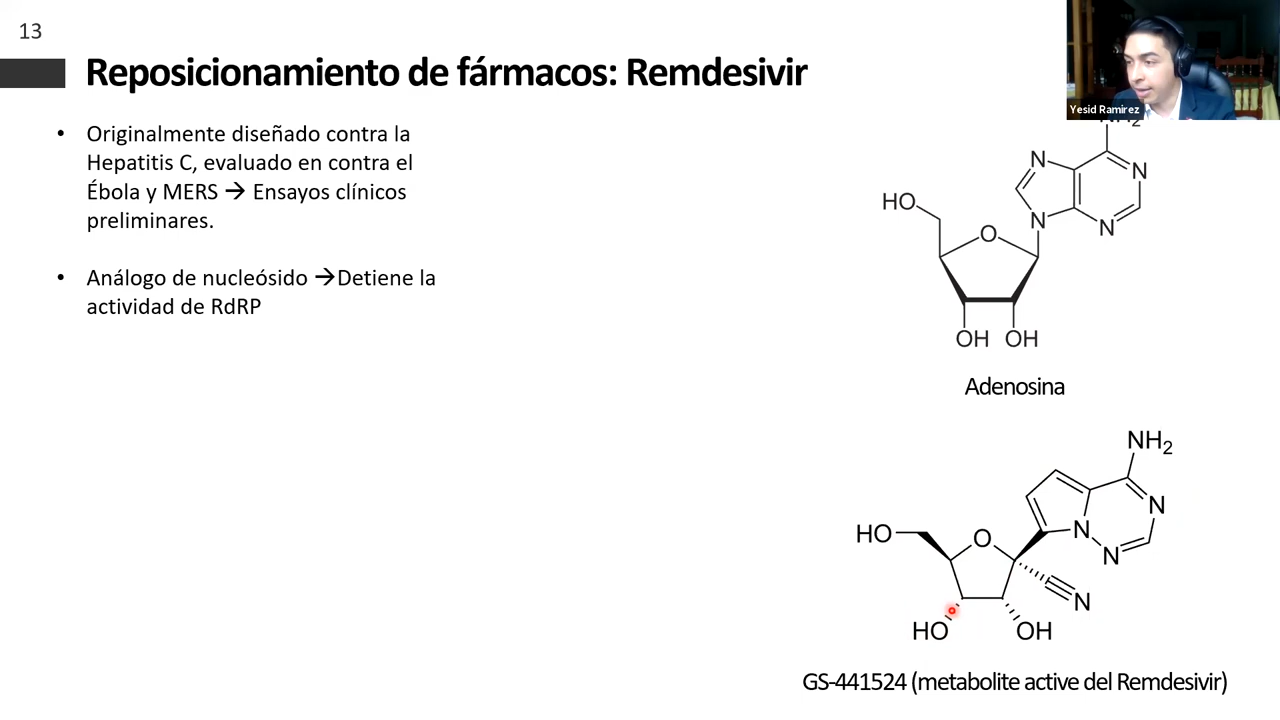 13
Reposicionamiento de fármacos: Remdesivir
Yesid Ramirez
• Originalmente diseñado contra la
Hepatitis C, evaluado en contra el
Ébola y MERS → Ensayos clínicos
preliminares.
• Análogo de nucleósido →Detiene la
actividad de RdRP
NH2
N
N
HO
N
N
O
OH OH
Adenosina
NH2
N
HO
O
N
N
N
HO
OH
GS-441524 (metabolite active del Remdesivir)